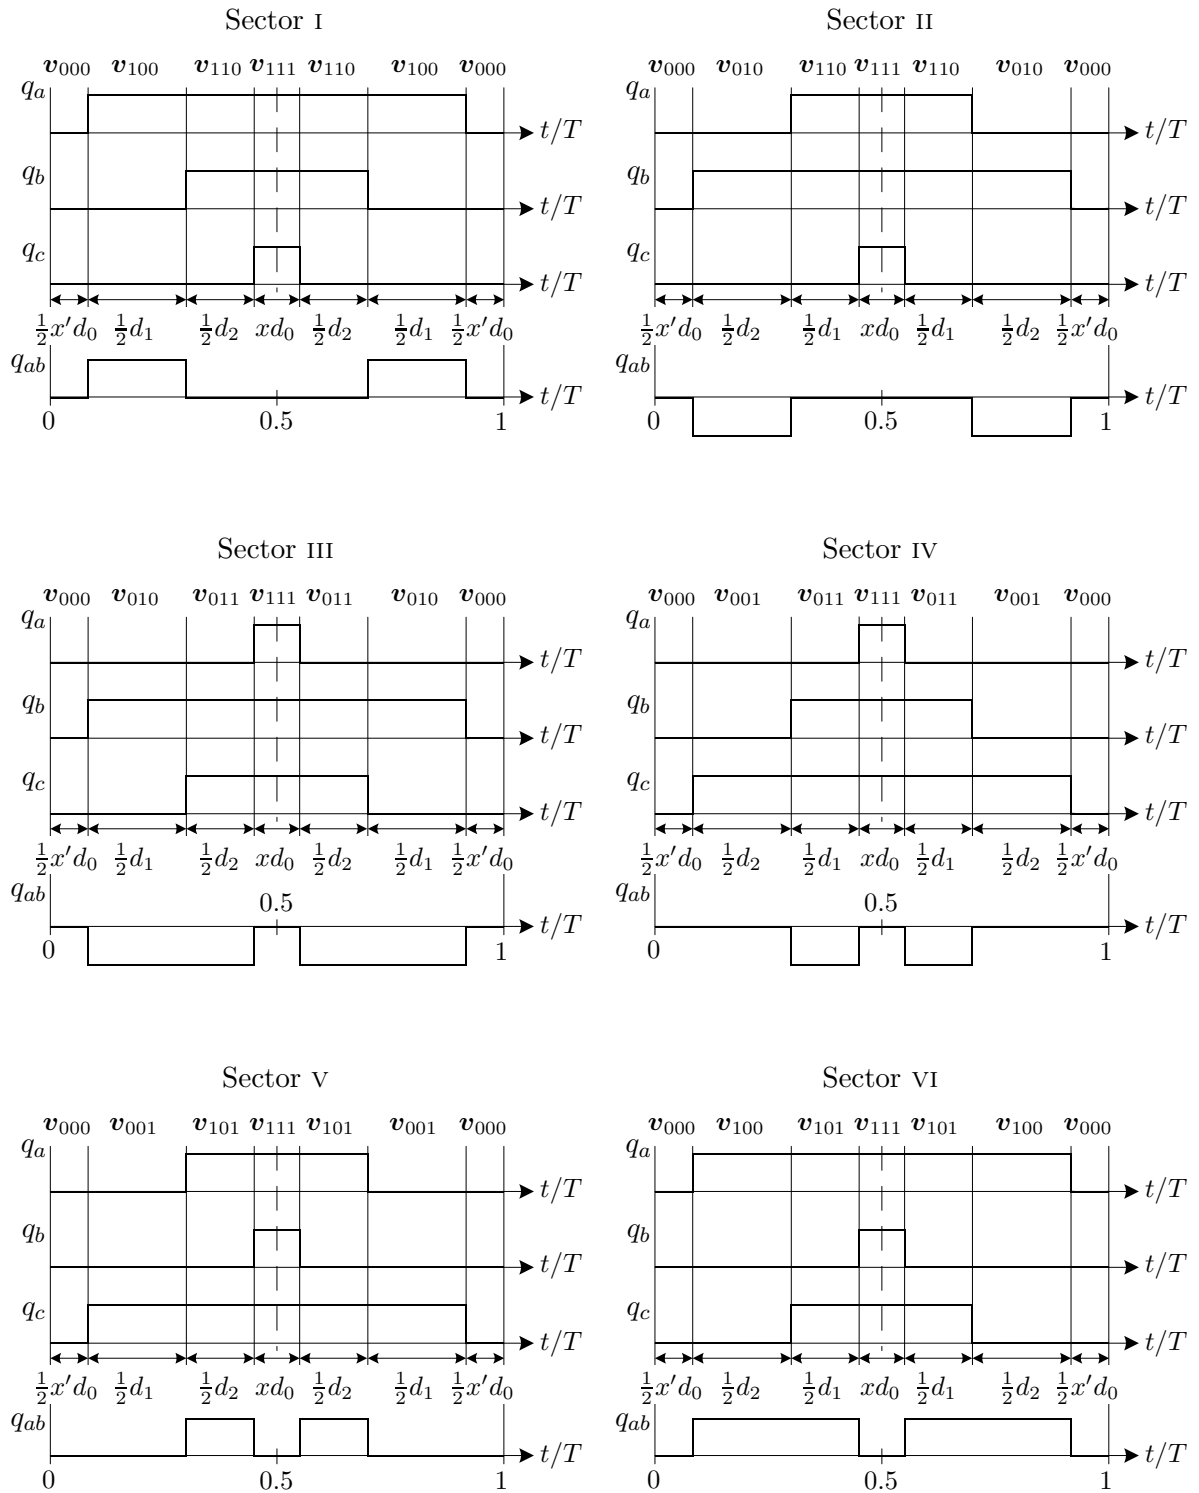 Sector I
v000 v100 v110 v111 v110 v100 v000
qa t/T
qb t/T
qc t/T
½x′d0 ½d1 ½d2 xd0 ½d2 ½d1 ½x′d0
qab t/T
0 0.5 1
Sector II
v000 v010 v110 v111 v110 v010 v000
qa t/T
qb t/T
qc t/T
½x′d0 ½d2 ½d1 xd0 ½d1 ½d2 ½x′d0
qab t/T
0 0.5 1
Sector III
v000 v010 v011 v111 v011 v010 v000
qa t/T
qb t/T
qc t/T
½x′d0 ½d1 ½d2 xd0 ½d2 ½d1 ½x′d0
qab 0.5 t/T
0 1
Sector IV
v000 v001 v011 v111 v011 v001 v000
qa t/T
qb t/T
qc t/T
½x′d0 ½d2 ½d1 xd0 ½d1 ½d2 ½x′d0
qab 0.5 t/T
0 1
Sector V
v000 v001 v101 v111 v101 v001 v000
qa t/T
qb t/T
qc t/T
½x′d0 ½d1 ½d2 xd0 ½d2 ½d1 ½x′d0
qab t/T
0 0.5 1
Sector VI
v000 v100 v101 v111 v101 v100 v000
qa t/T
qb t/T
qc t/T
½x′d0 ½d2 ½d1 xd0 ½d1 ½d2 ½x′d0
qab t/T
0 0.5 1